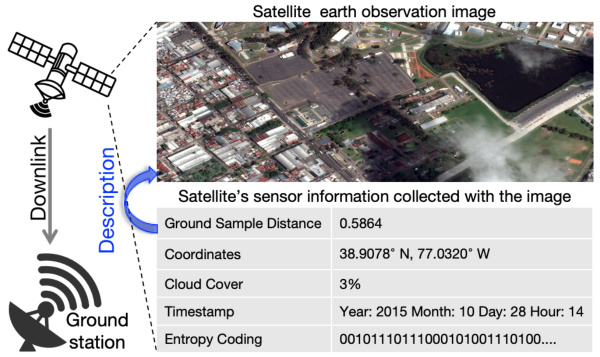 Satellite earth observation image
Downlink
Description
Satellite's sensor information collected with the image
Ground Sample Distance 0.5864
Coordinates 38.9078° N, 77.0320° W
Cloud Cover 3%
Timestamp Year: 2015 Month: 10 Day: 28 Hour: 14
Entropy Coding 00101110111000101001110100....
Ground
station